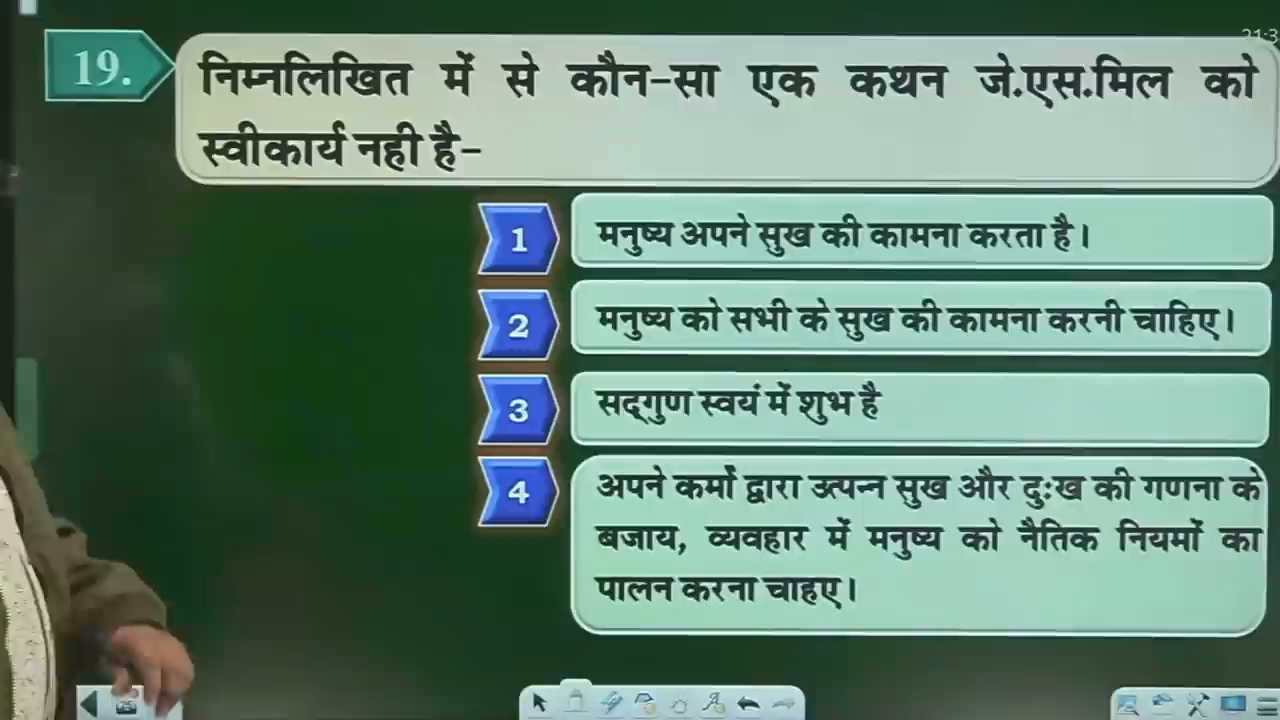 19.
निम्नलिखित में से कौन-सा एक कथन जे.एस.मिल को
स्वीकार्य नही है-
1
मनुष्य अपने सुख की कामना करता है।
2
मनुष्य को सभी के सुख की कामना करनी चाहिए।
3
सद्‌गुण स्वयं में शुभ है
4
अपने कर्मों द्वारा उत्पन्न सुख और दुःख की गणना के
बजाय, व्यवहार में मनुष्य को नैतिक नियमों का
पालन करना चाहए।